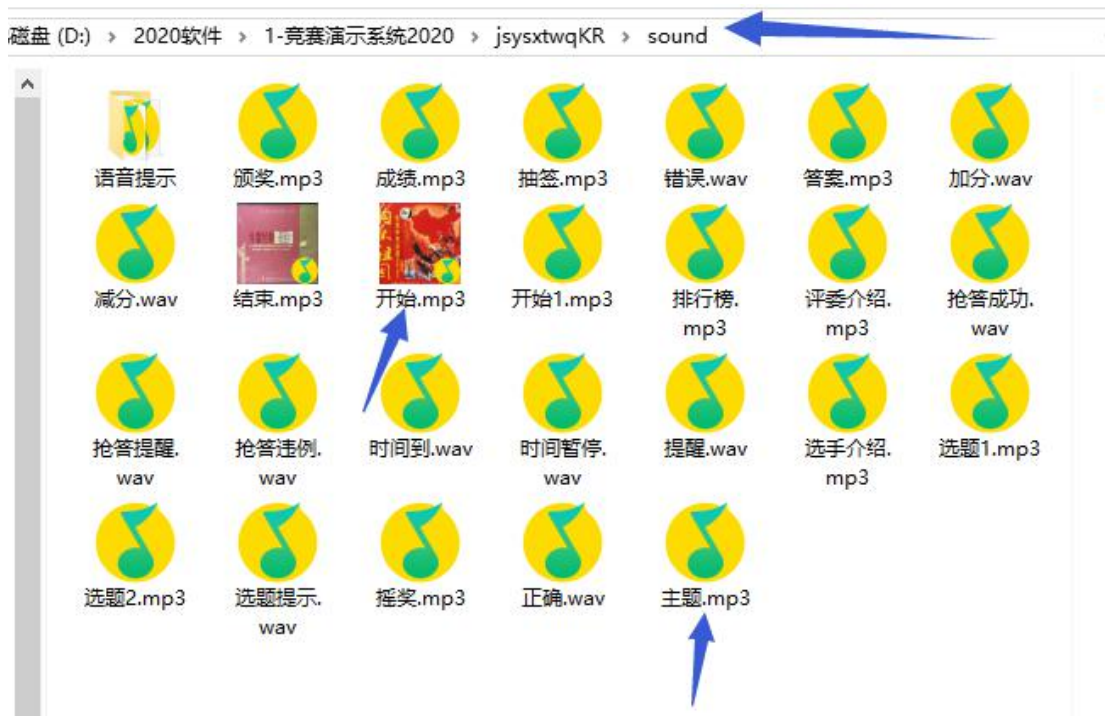 磁盘 (D:) › 2020软件 › 1-竞赛演示系统2020 › jsysxtwqKR › sound
语音提示 颁奖.mp3 成绩.mp3 抽签.mp3 错误.wav 答案.mp3 加分.wav
减分.wav 结束.mp3 开始.mp3 开始1.mp3 排行榜. 评委介绍. 抢答成功.
mp3 mp3 wav
抢答提醒. 抢答违例. 时间到.wav 时间暂停. 提醒.wav 选手介绍. 选题1.mp3
wav wav wav mp3
选题2.mp3 选题提示. 摇奖.mp3 正确.wav 主题.mp3
wav